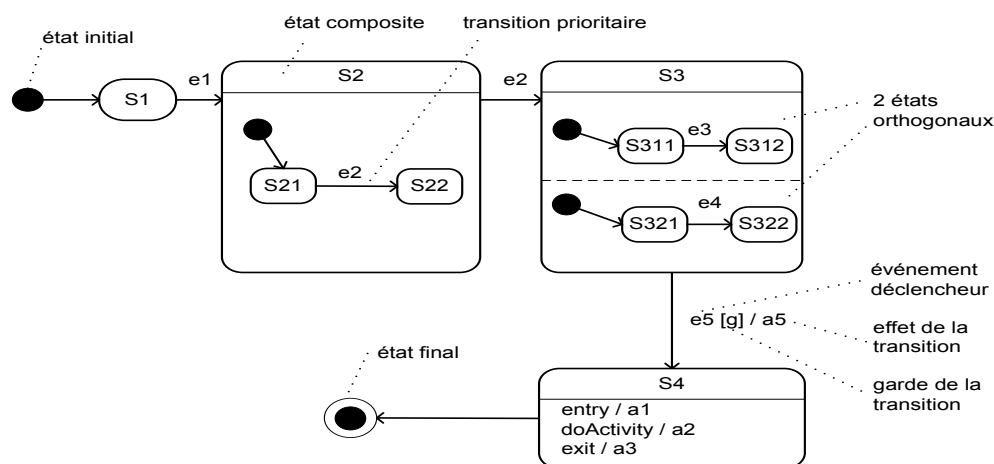 état initial
état composite
transition prioritaire
S1
e1
S2
e2
S3
2 états
orthogonaux
S21
e2
S22
S311
e3
S312
S321
e4
S322
événement
déclencheur
e5 [g] / a5
effet de la
transition
garde de la
transition
état final
S4
entry / a1
doActivity / a2
exit / a3